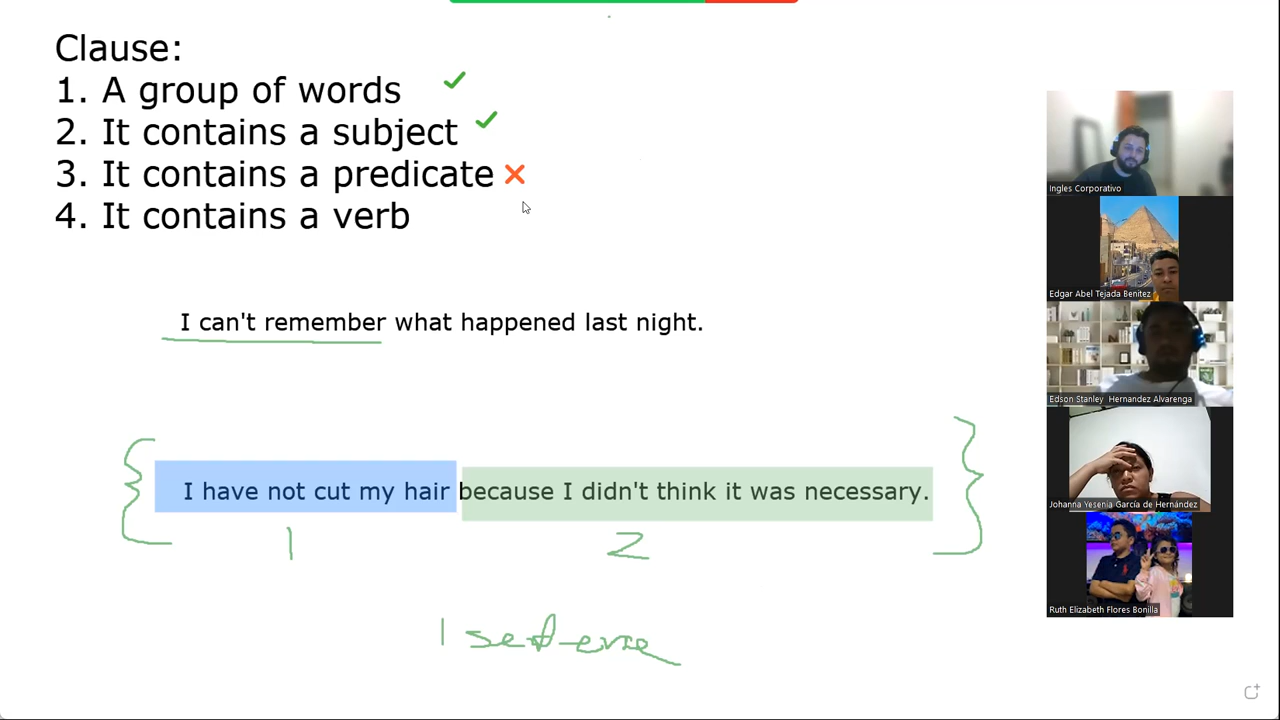 Clause:
1. A group of words
2. It contains a subject
3. It contains a predicate
4. It contains a verb
I can't remember what happened last night.
I have not cut my hair because I didn't think it was necessary.
1 2
1 sentence
Ingles Corporativo
Edgar Abel Tejada Benitez
Edson Stanley Hernandez Alvarenga
Johanna Yesenia García de Hernández
Ruth Elizabeth Flores Bonilla